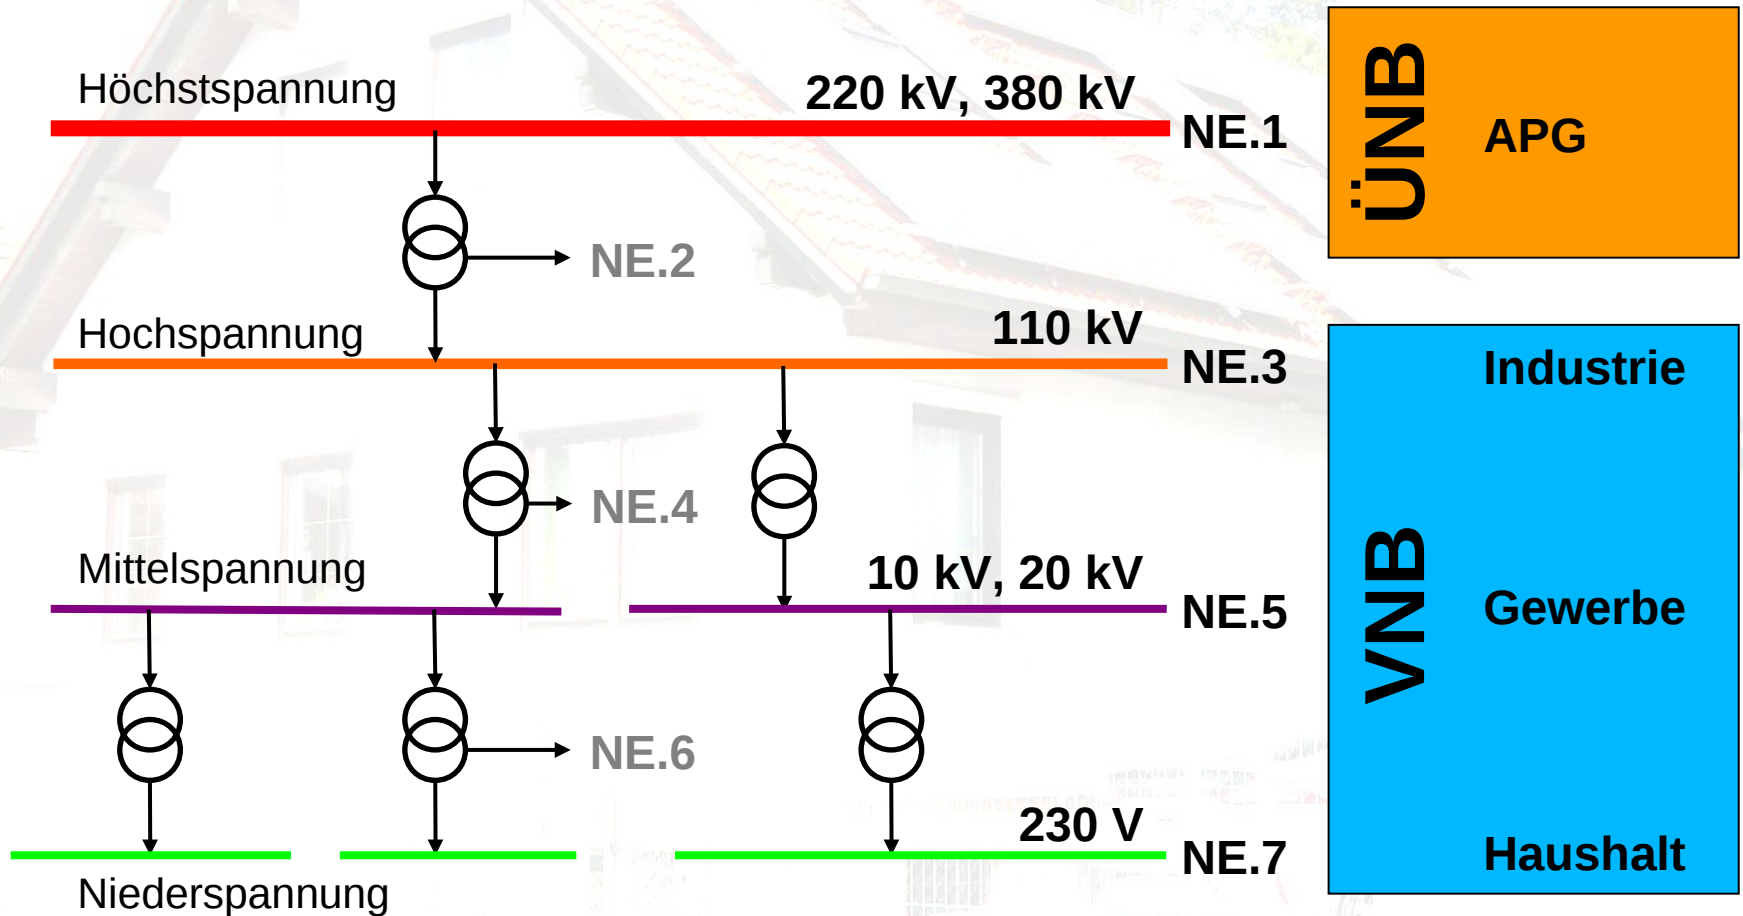 Höchstspannung
220 kV, 380 kV
NE.1
NE.2
Hochspannung
110 kV
NE.3
NE.4
Mittelspannung
10 kV, 20 kV
NE.5
NE.6
230 V
NE.7
Niederspannung
ÜNB
APG
VNB
Industrie
Gewerbe
Haushalt